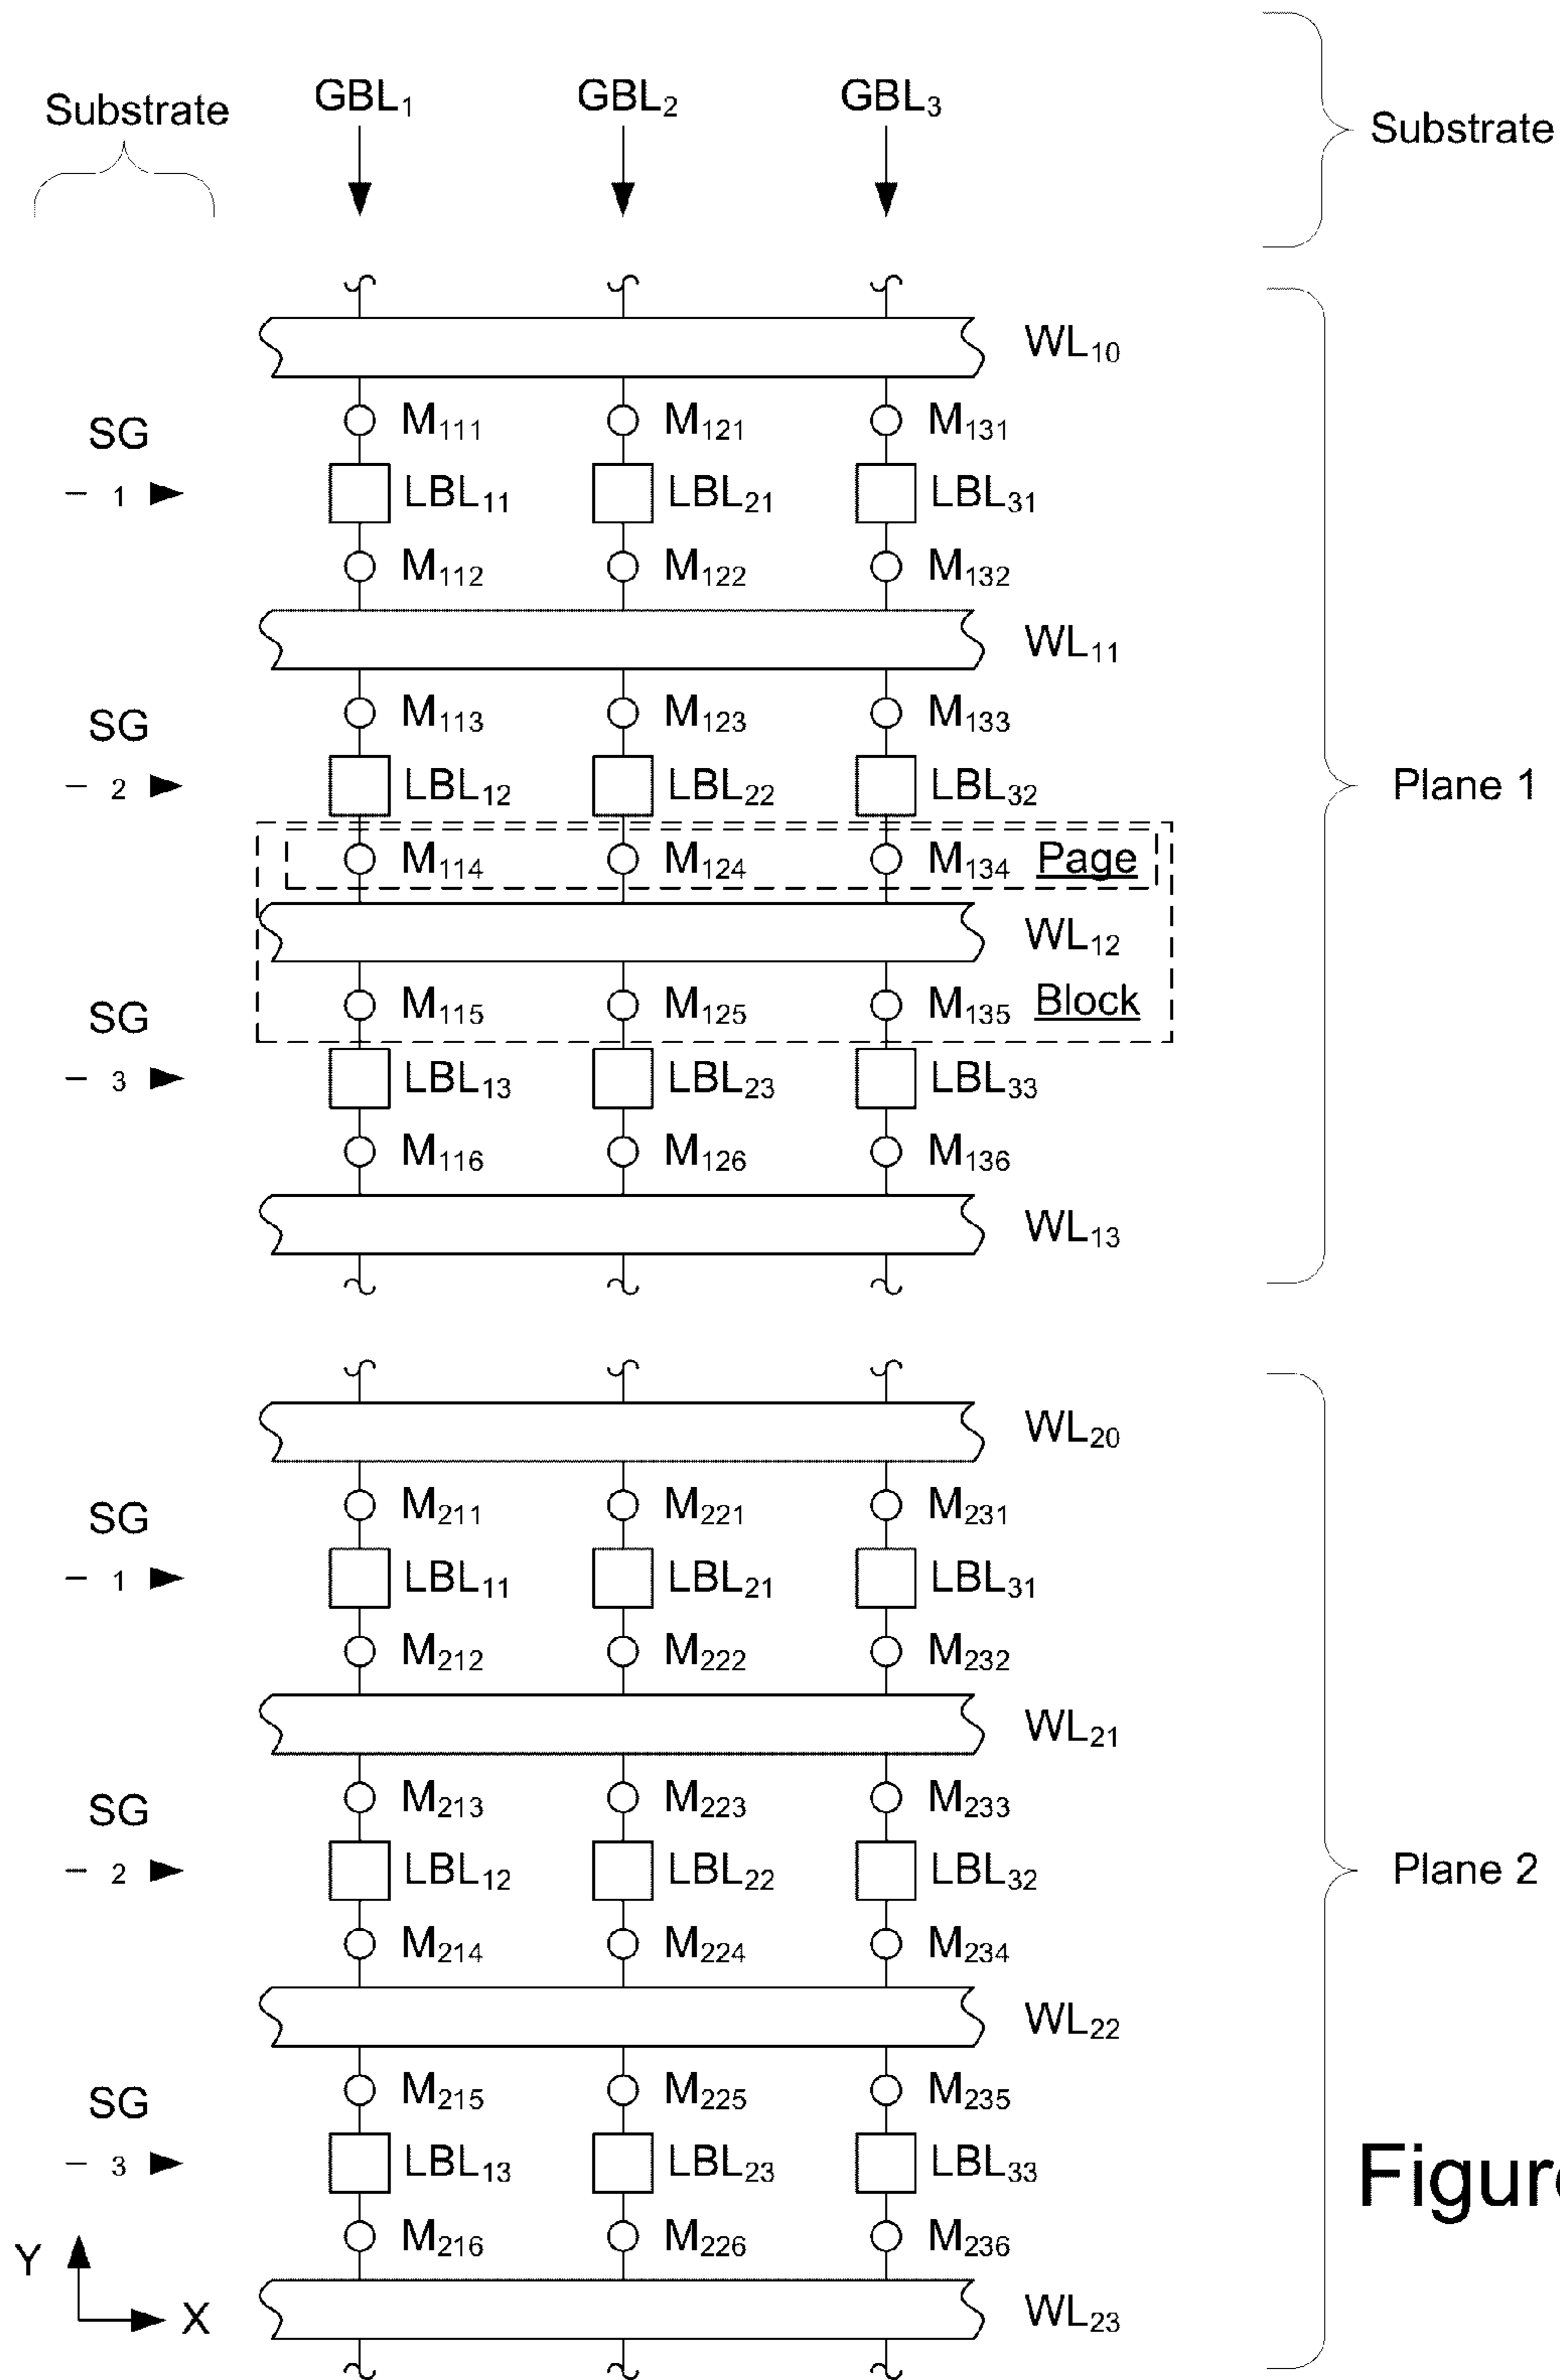 Substrate GBL₁ GBL₂ GBL₃ Substrate
WL₁₀
SG M₁₁₁ M₁₂₁ M₁₃₁
1 LBL₁₁ LBL₂₁ LBL₃₁
M₁₁₂ M₁₂₂ M₁₃₂
WL₁₁
SG M₁₁₃ M₁₂₃ M₁₃₃
2 LBL₁₂ LBL₂₂ LBL₃₂ Plane 1
M₁₁₄ M₁₂₄ M₁₃₄ Page
WL₁₂
SG M₁₁₅ M₁₂₅ M₁₃₅ Block
3 LBL₁₃ LBL₂₃ LBL₃₃
M₁₁₆ M₁₂₆ M₁₃₆
WL₁₃
WL₂₀
SG M₂₁₁ M₂₂₁ M₂₃₁
1 LBL₁₁ LBL₂₁ LBL₃₁
M₂₁₂ M₂₂₂ M₂₃₂
WL₂₁
SG M₂₁₃ M₂₂₃ M₂₃₃
2 LBL₁₂ LBL₂₂ LBL₃₂ Plane 2
M₂₁₄ M₂₂₄ M₂₃₄
WL₂₂
SG M₂₁₅ M₂₂₅ M₂₃₅
3 LBL₁₃ LBL₂₃ LBL₃₃ Figure
Y M₂₁₆ M₂₂₆ M₂₃₆
X WL₂₃